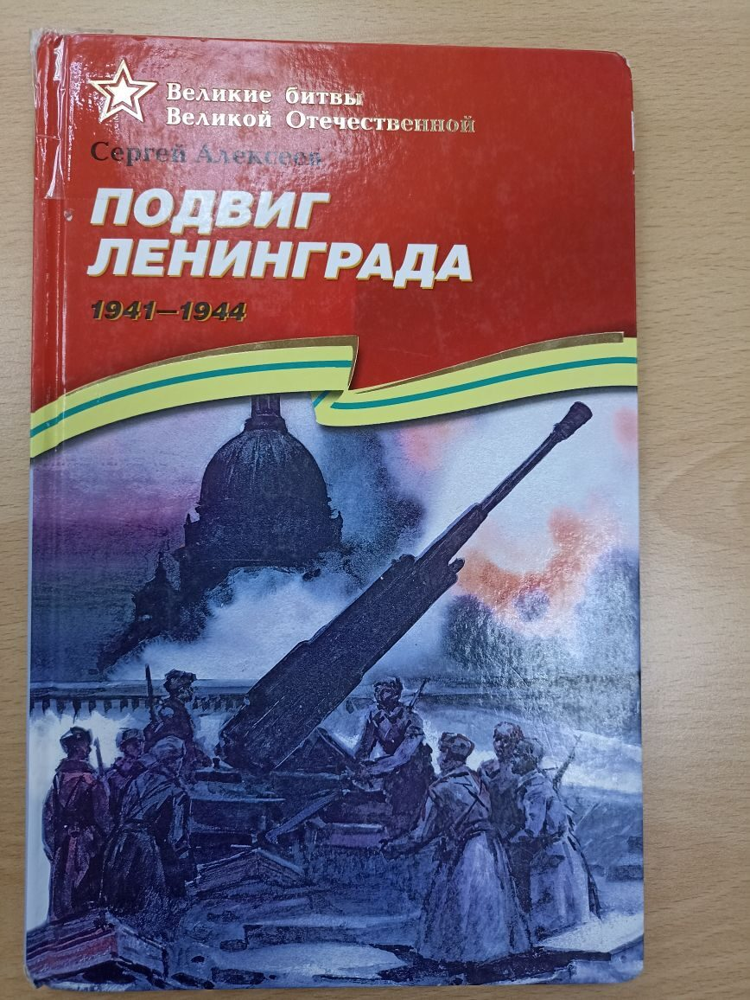 Великие битвы
Великой Отечественной
Сергей Алексеев
ПОДВИГ
ЛЕНИНГРАДА
1941—1944